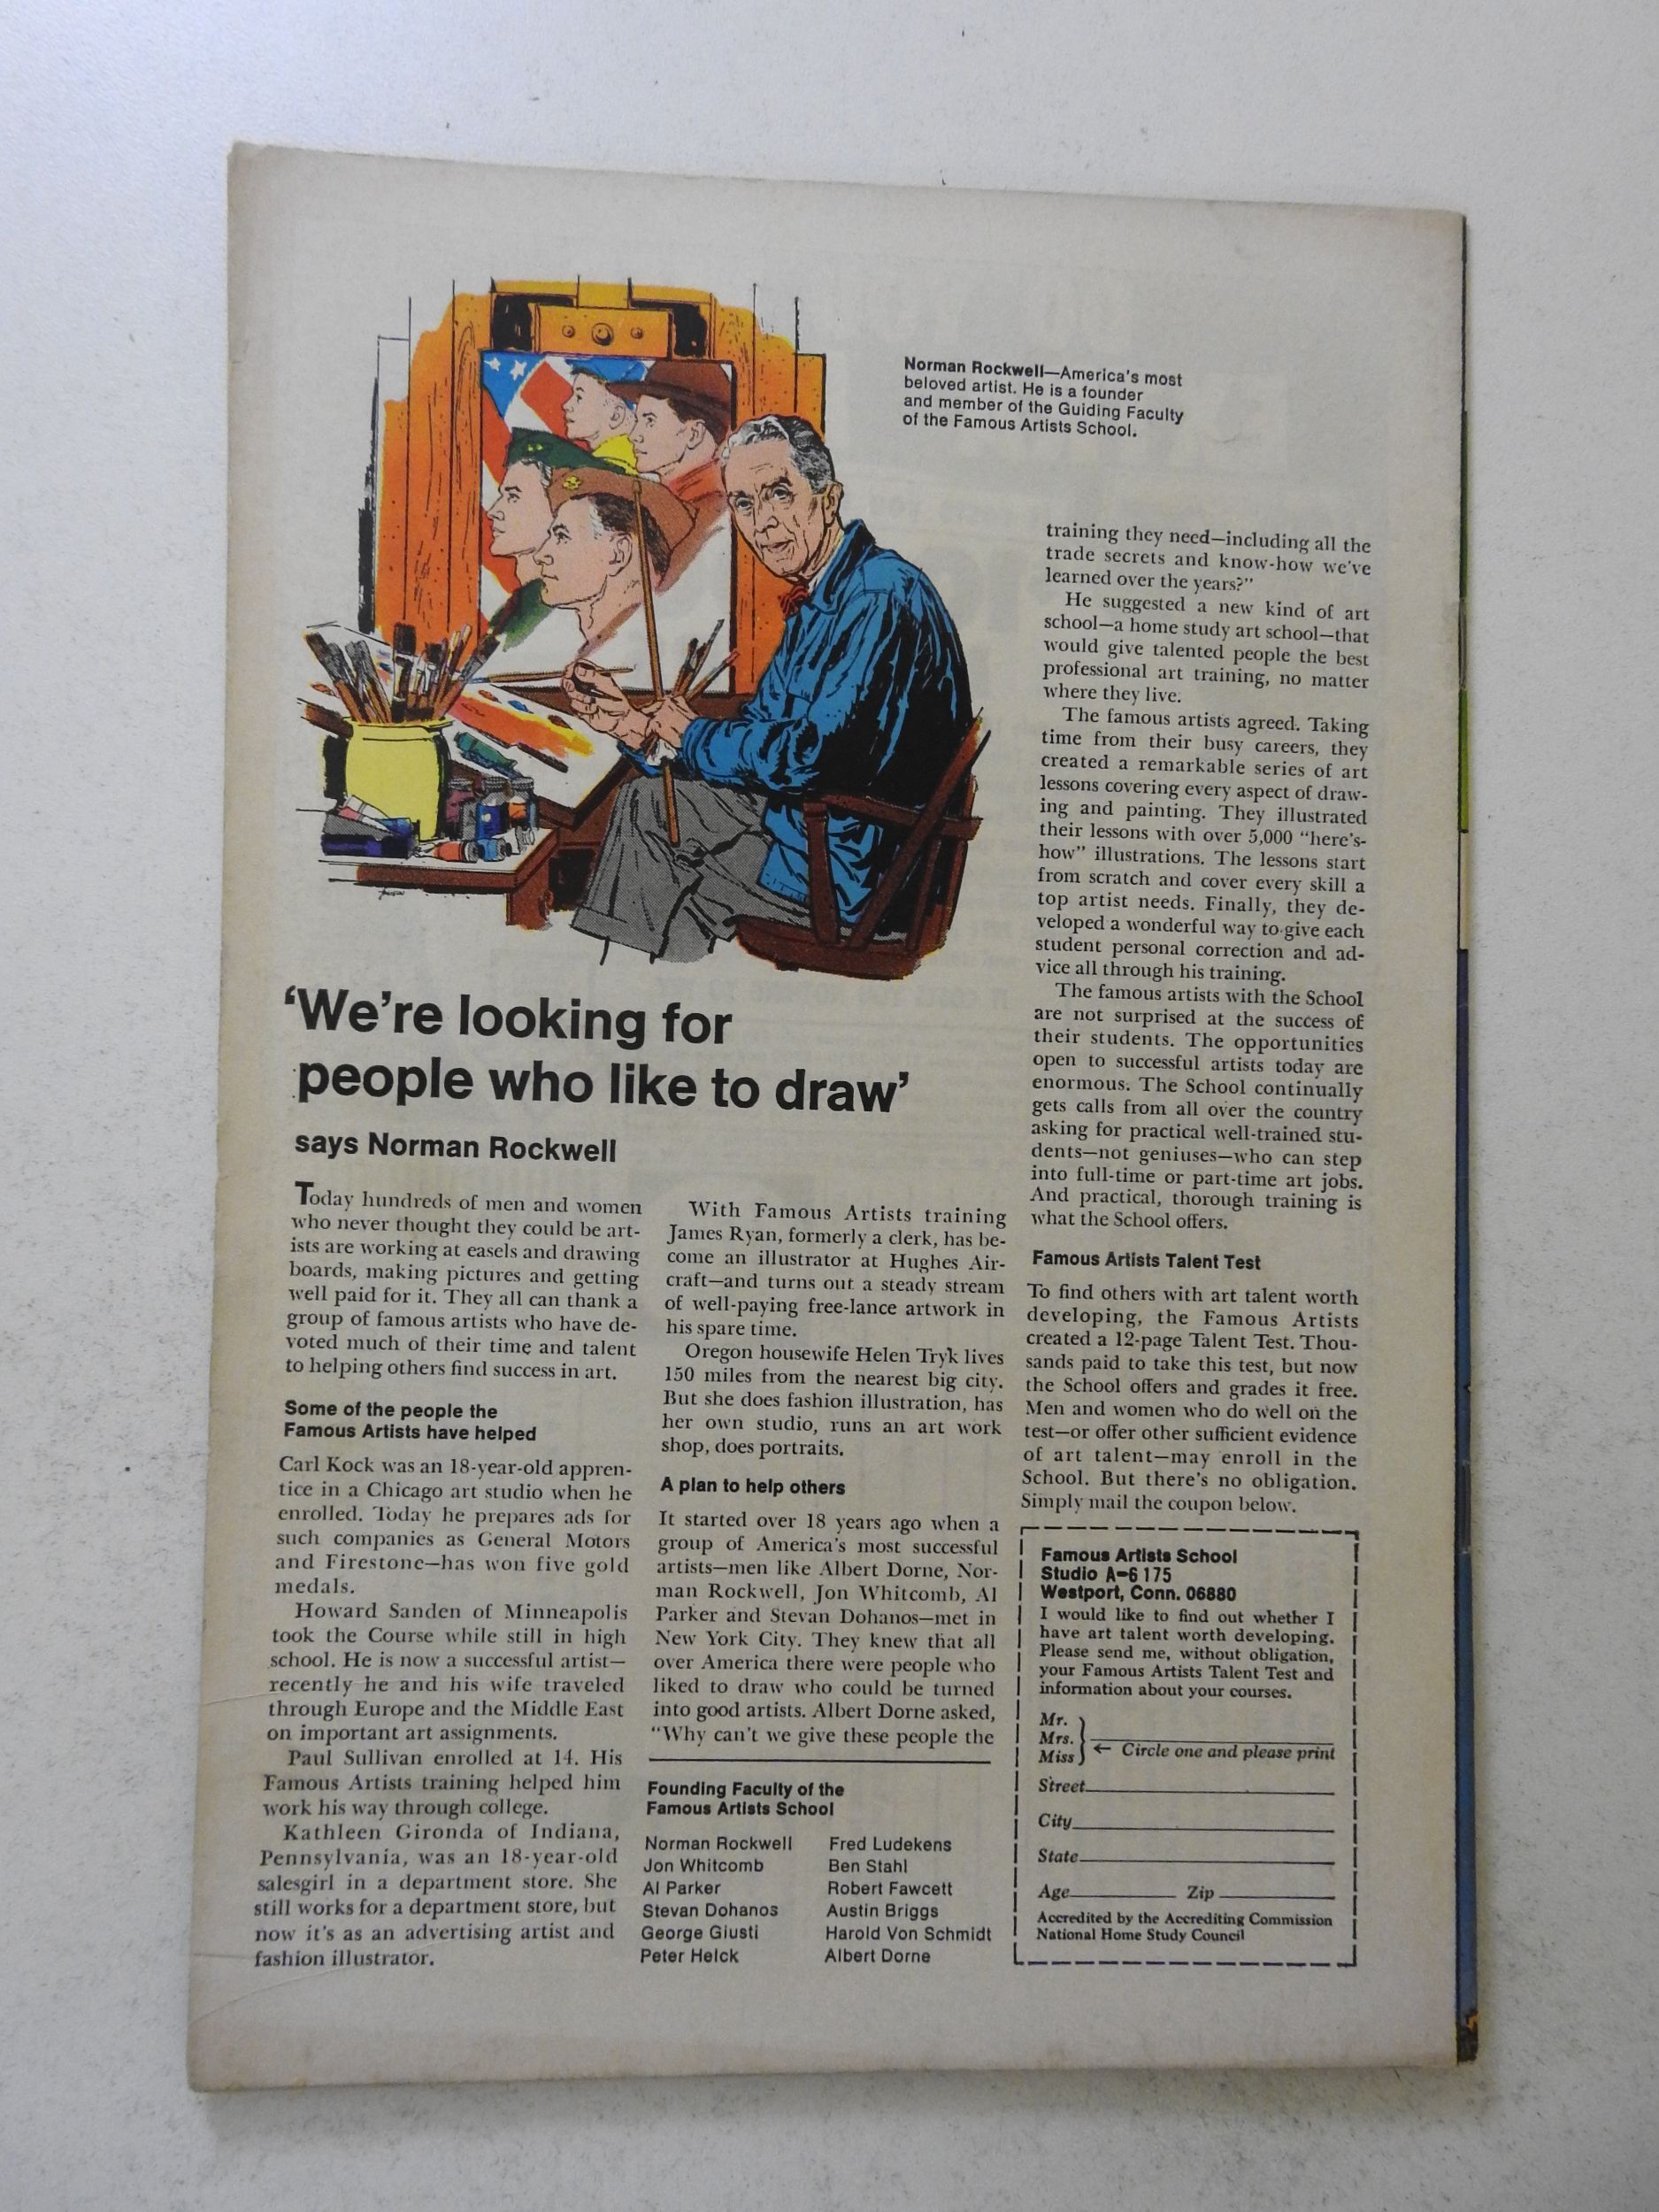 Norman Rockwell—America's most
beloved artist. He is a founder
and member of the Guiding Faculty
of the Famous Artists School.
'We're looking for
people who like to draw'
says Norman Rockwell
Today hundreds of men and women
who never thought they could be art-
ists are working at easels and drawing
boards, making pictures and getting
well paid for it. They all can thank a
group of famous artists who have de-
voted much of their time and talent
to helping others find success in art.
Some of the people the
Famous Artists have helped
Carl Kock was an 18-year-old appren-
tice in a Chicago art studio when he
enrolled. Today he prepares ads for
such companies as General Motors
and Firestone—has won five gold
medals.
Howard Sanden of Minneapolis
took the Course while still in high
school. He is now a successful artist—
recently he and his wife traveled
through Europe and the Middle East
on important art assignments.
Paul Sullivan enrolled at 14. His
Famous Artists training helped him
work his way through college.
Kathleen Gironda of Indiana,
Pennsylvania, was an 18-year-old
salesgirl in a department store. She
still works for a department store, but
now it's as an advertising artist and
fashion illustrator.
With Famous Artists training
James Ryan, formerly a clerk, has be-
come an illustrator at Hughes Air-
craft—and turns out a steady stream
of well-paying free-lance artwork in
his spare time.
Oregon housewife Helen Tryk lives
150 miles from the nearest big city.
But she does fashion illustration, has
her own studio, runs an art work
shop, does portraits.
A plan to help others
It started over 18 years ago when a
group of America's most successful
artists—men like Albert Dorne, Nor-
man Rockwell, Jon Whitcomb, Al
Parker and Stevan Dohanos—met in
New York City. They knew that all
over America there were people who
liked to draw who could be turned
into good artists. Albert Dorne asked,
"Why can't we give these people the
Founding Faculty of the
Famous Artists School
Norman Rockwell
Jon Whitcomb
Al Parker
Stevan Dohanos
George Giusti
Peter Helck
Fred Ludekens
Ben Stahl
Robert Fawcett
Austin Briggs
Harold Von Schmidt
Albert Dorne
training they need—including all the
trade secrets and know-how we've
learned over the years?"
He suggested a new kind of art
school—a home study art school—that
would give talented people the best
professional art training, no matter
where they live.
The famous artists agreed. Taking
time from their busy careers, they
created a remarkable series of art
lessons covering every aspect of draw-
ing and painting. They illustrated
their lessons with over 5,000 "here's-
how" illustrations. The lessons start
from scratch and cover every skill a
top artist needs. Finally, they de-
veloped a wonderful way to give each
student personal correction and ad-
vice all through his training.
The famous artists with the School
are not surprised at the success of
their students. The opportunities
open to successful artists today are
enormous. The School continually
gets calls from all over the country
asking for practical well-trained stu-
dents—not geniuses—who can step
into full-time or part-time art jobs.
And practical, thorough training is
what the School offers.
Famous Artists Talent Test
To find others with art talent worth
developing, the Famous Artists
created a 12-page Talent Test. Thou-
sands paid to take this test, but now
the School offers and grades it free.
Men and women who do well on the
test—or offer other sufficient evidence
of art talent—may enroll in the
School. But there's no obligation.
Simply mail the coupon below.
Famous Artists School
Studio A-6175
Westport, Conn. 06880
I would like to find out whether I
have art talent worth developing.
Please send me, without obligation,
your Famous Artists Talent Test and
information about your courses.
Mr.
Mrs.
Miss ← Circle one and please print
Street
City
State
Age Zip
Accredited by the Accrediting Commission
National Home Study Council